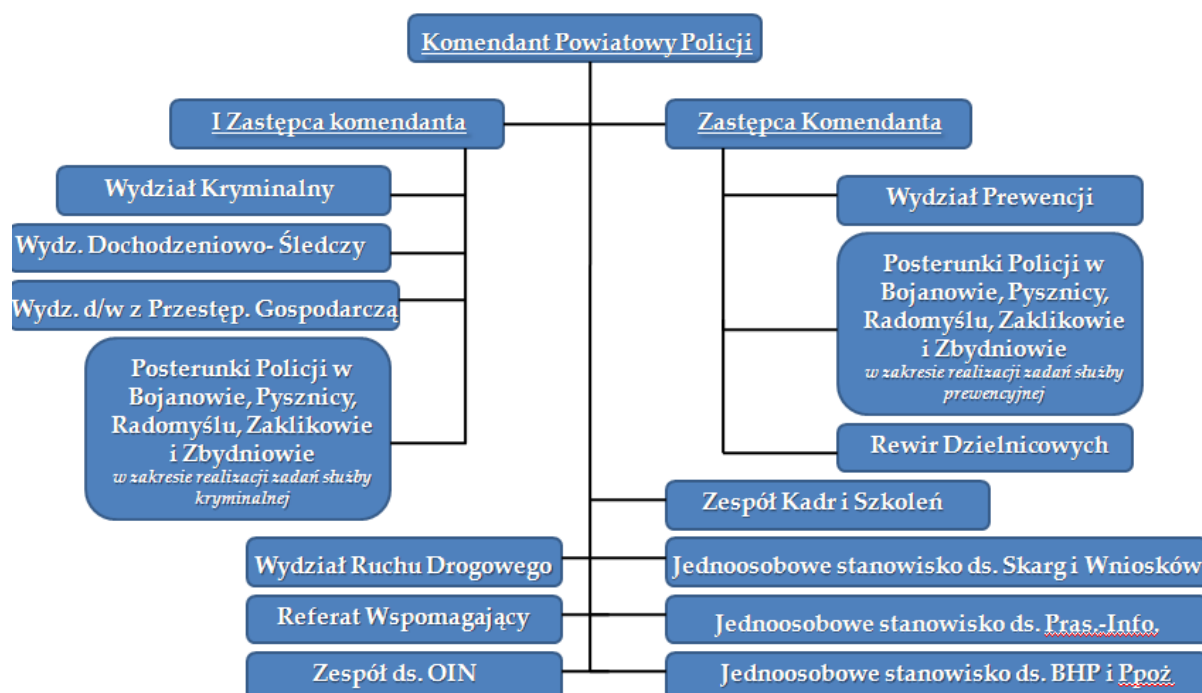 Komendant Powiatowy Policji
I Zastępca komendanta
Zastępca Komendanta
Wydział Kryminalny
Wydz. Dochodzeniowo- Śledczy
Wydz. d/w z Przestęp. Gospodarczą
Posterunki Policji w
Bojanowie, Pysznicy,
Radomyślu, Zaklikowie
i Zbydniowie
w zakresie realizacji zadań służby
kryminalnej
Wydział Prewencji
Posterunki Policji w
Bojanowie, Pysznicy,
Radomyślu, Zaklikowie
i Zbydniowie
w zakresie realizacji zadań służby
prewencyjnej
Rewir Dzielnicowych
Zespół Kadr i Szkoleń
Wydział Ruchu Drogowego
Jednoosobowe stanowisko ds. Skarg i Wniosków
Referat Wspomagający
Jednoosobowe stanowisko ds. Pras.-Info.
Zespół ds. OIN
Jednoosobowe stanowisko ds. BHP i Ppoż